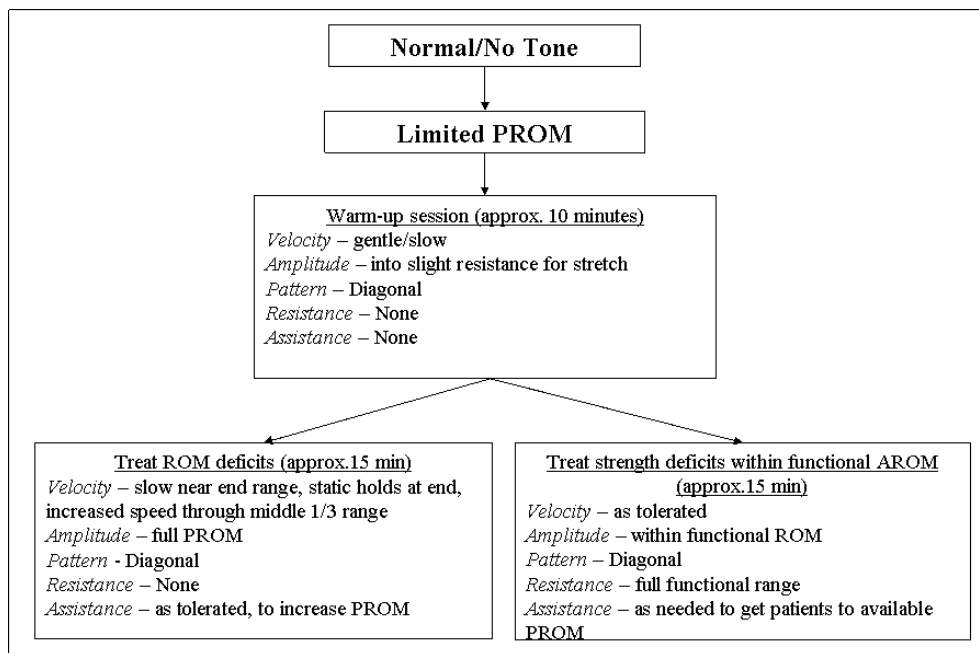 Normal/No Tone
Limited PROM
Warm-up session (approx. 10 minutes)
Velocity – gentle/slow
Amplitude – into slight resistance for stretch
Pattern – Diagonal
Resistance – None
Assistance – None
Treat ROM deficits (approx.15 min)
Velocity – slow near end range, static holds at end,
increased speed through middle 1/3 range
Amplitude – full PROM
Pattern - Diagonal
Resistance – None
Assistance – as tolerated, to increase PROM
Treat strength deficits within functional AROM
(approx.15 min)
Velocity – as tolerated
Amplitude – within functional ROM
Pattern – Diagonal
Resistance – full functional range
Assistance – as needed to get patients to available
PROM